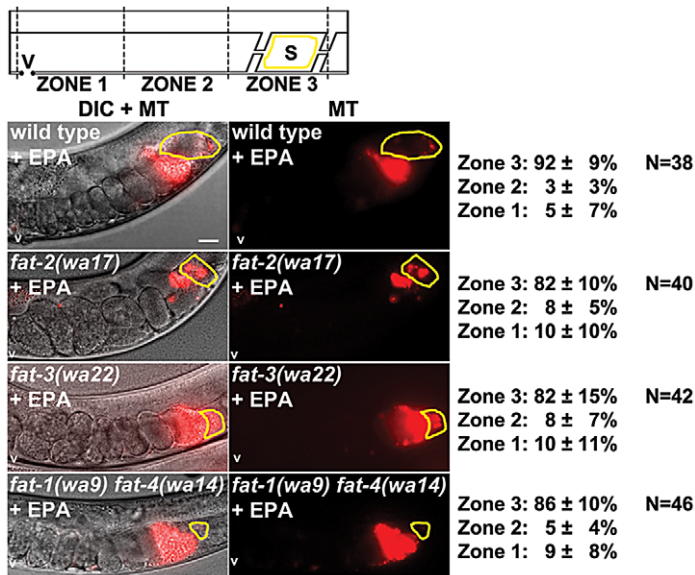 S
V
ZONE 1 ZONE 2 ZONE 3
DIC + MT MT
wild type
+ EPA
v
wild type
+ EPA
v
Zone 3: 92 ± 9% N=38
Zone 2: 3 ± 3%
Zone 1: 5 ± 7%
fat-2(wa17)
+ EPA
v
fat-2(wa17)
+ EPA
v
Zone 3: 82 ± 10% N=40
Zone 2: 8 ± 5%
Zone 1: 10 ± 10%
fat-3(wa22)
+ EPA
v
fat-3(wa22)
+ EPA
v
Zone 3: 82 ± 15% N=42
Zone 2: 8 ± 7%
Zone 1: 10 ± 11%
fat-1(wa9) fat-4(wa14)
+ EPA
v
fat-1(wa9) fat-4(wa14)
+ EPA
v
Zone 3: 86 ± 10% N=46
Zone 2: 5 ± 4%
Zone 1: 9 ± 8%